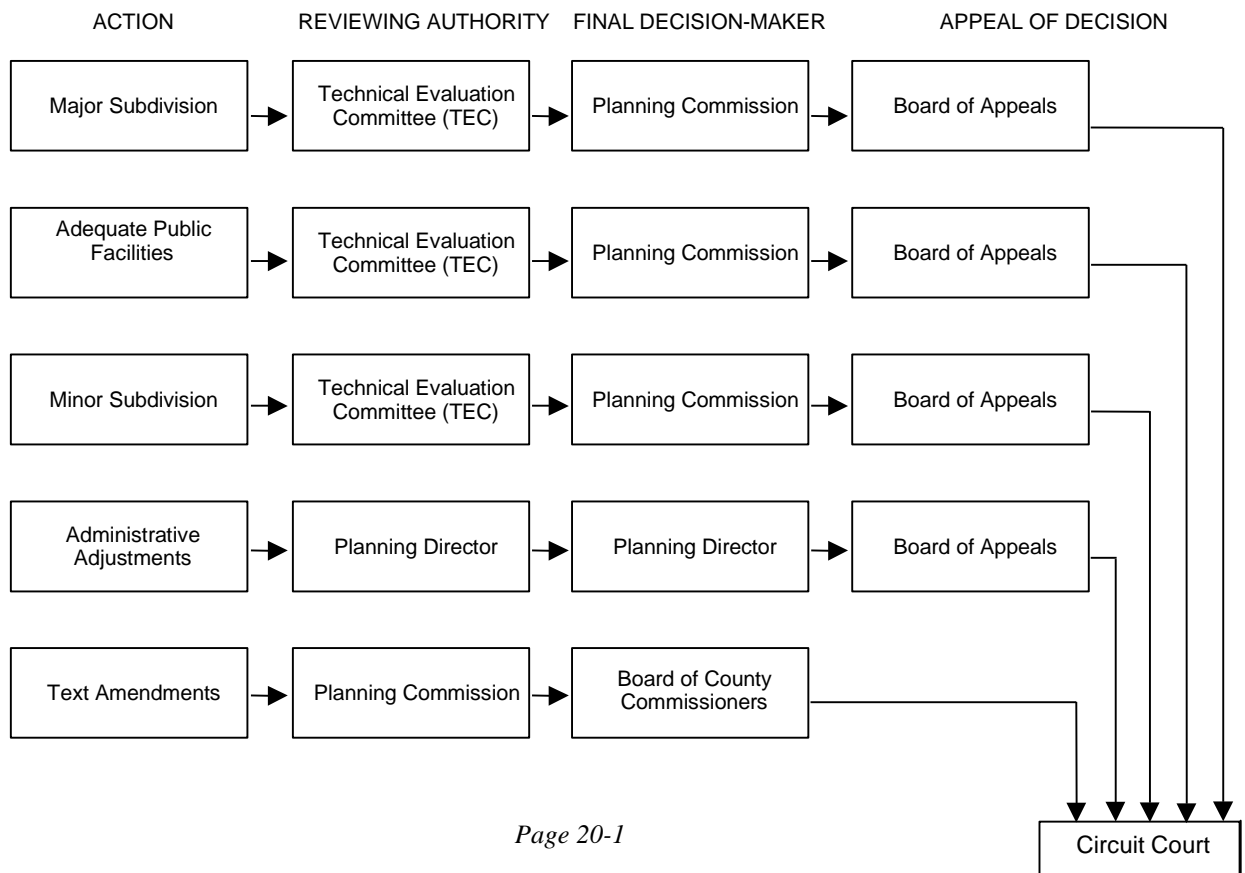 ACTION REVIEWING AUTHORITY FINAL DECISION-MAKER APPEAL OF DECISION
Major Subdivision
Technical Evaluation
Committee (TEC)
Planning Commission
Board of Appeals
Adequate Public
Facilities
Technical Evaluation
Committee (TEC)
Planning Commission
Board of Appeals
Minor Subdivision
Technical Evaluation
Committee (TEC)
Planning Commission
Board of Appeals
Administrative
Adjustments
Planning Director
Planning Director
Board of Appeals
Text Amendments
Planning Commission
Board of County
Commissioners
Circuit Court
Page 20-1